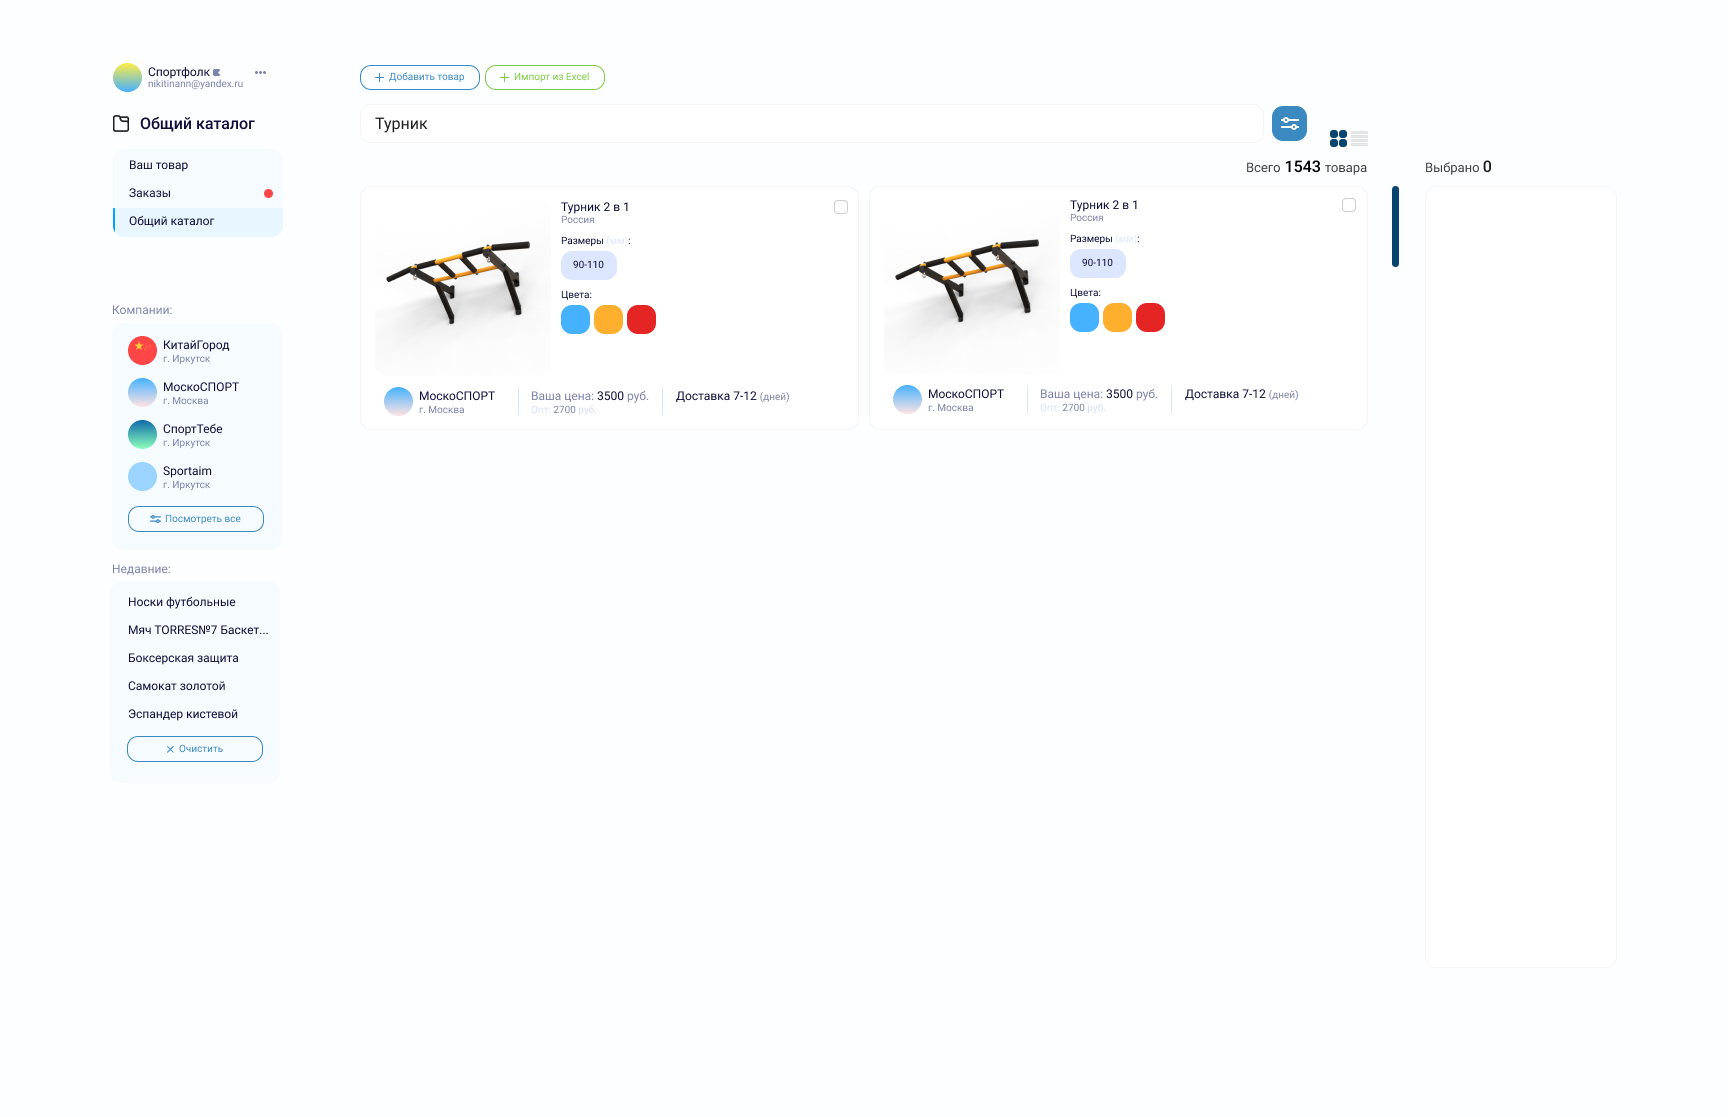 Спортфолк
nikitinann@yandex.ru
Общий каталог
Ваш товар
Заказы
Общий каталог
Компании:
КитайГород
г. Иркутск
МоскоСПОРТ
г. Москва
СпортТебе
г. Иркутск
Sportaim
г. Иркутск
Посмотреть все
Недавние:
Носки футбольные
Мяч TORRES№7 Баскет...
Боксерская защита
Самокат золотой
Эспандер кистевой
Очистить
Добавить товар
Импорт из Excel
Турник
Всего 1543 товара
Турник 2 в 1
Россия
Размеры (мм):
90-110
Цвета:
МоскоСПОРТ
г. Москва
Ваша цена: 3500 руб.
Опт: 2700 руб.
Доставка 7-12 (дней)
Турник 2 в 1
Россия
Размеры (мм):
90-110
Цвета:
МоскоСПОРТ
г. Москва
Ваша цена: 3500 руб.
Опт: 2700 руб.
Доставка 7-12 (дней)
Выбрано 0